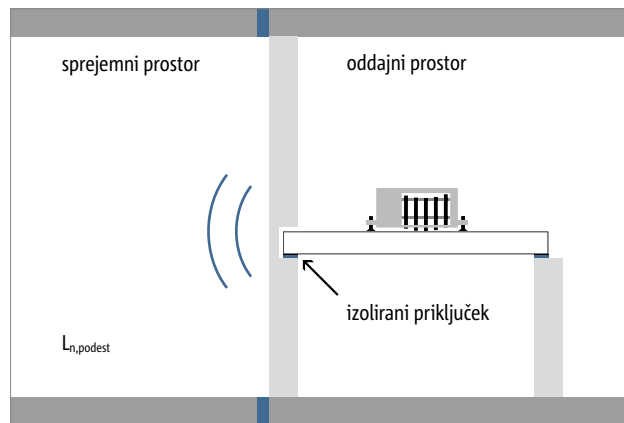 sprejemni prostor
oddajni prostor
izolirani priključek
Ln,podest